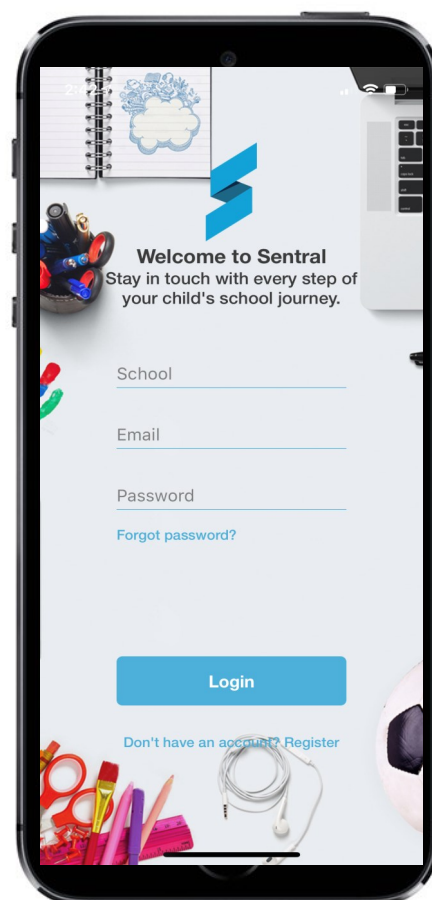 Welcome to Sentral
Stay in touch with every step of
your child's school journey.
School
Email
Password
Forgot password?
Login
Don't have an account? Register